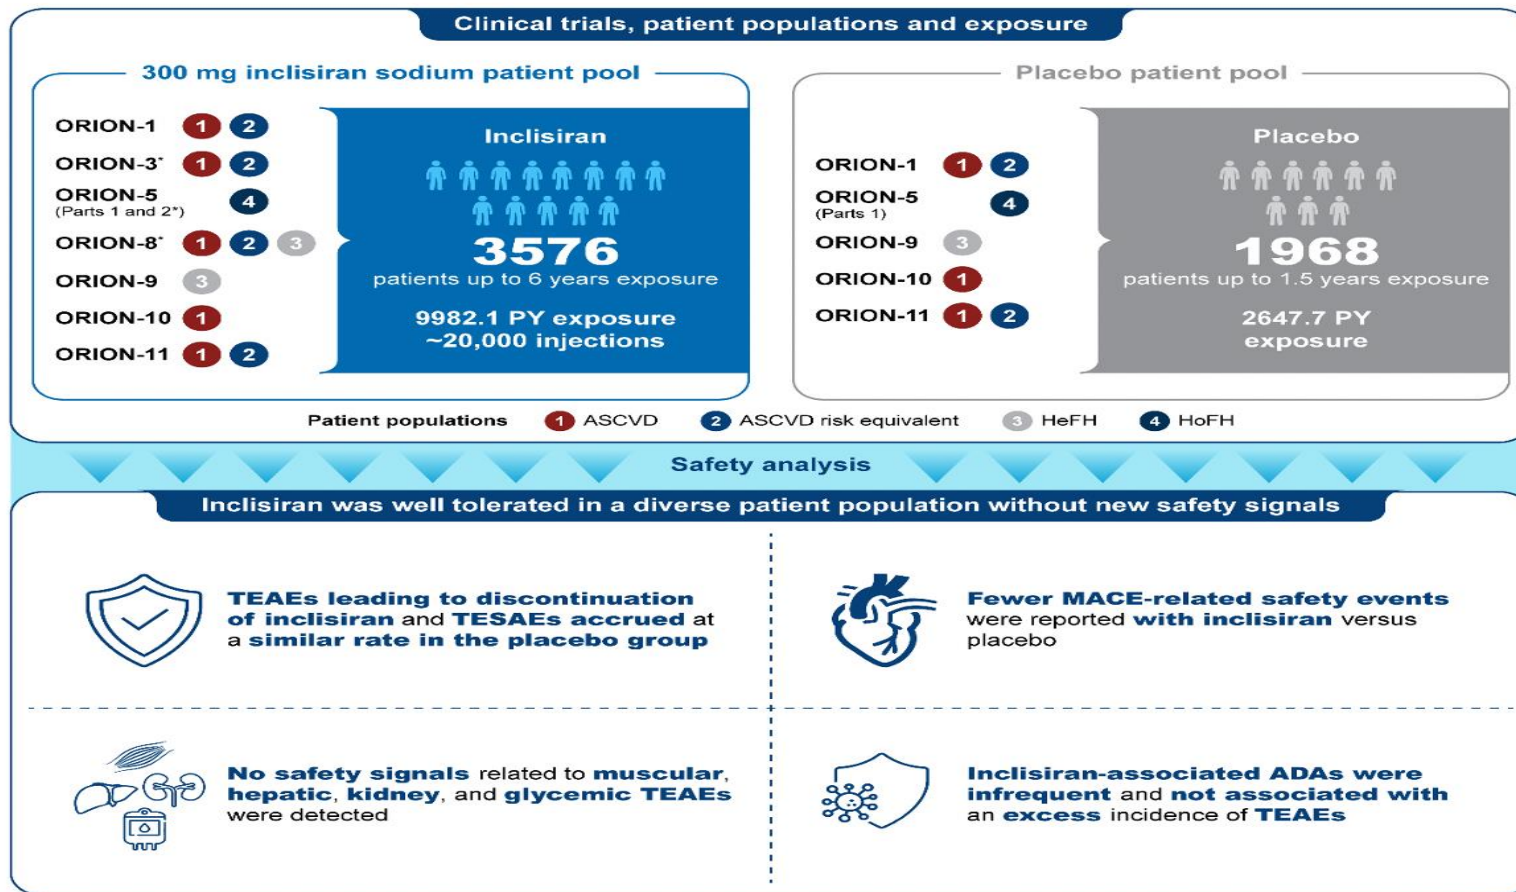 Clinical trials, patient populations and exposure
300 mg inclisiran sodium patient pool
ORION-1 1 2
ORION-3* 1 2
ORION-5 4
(Parts 1 and 2*)
ORION-8* 1 2 3
ORION-9 3
ORION-10 1
ORION-11 1 2
Inclisiran
3576
patients up to 6 years exposure
9982.1 PY exposure
~20,000 injections
Placebo patient pool
ORION-1 1 2
ORION-5 4
(Parts 1)
ORION-9 3
ORION-10 1
ORION-11 1 2
Placebo
1968
patients up to 1.5 years exposure
2647.7 PY
exposure
Patient populations 1 ASCVD 2 ASCVD risk equivalent 3 HeFH 4 HoFH
Safety analysis
Inclisiran was well tolerated in a diverse patient population without new safety signals
TEAEs leading to discontinuation
of inclisiran and TESAEs accrued at
a similar rate in the placebo group
Fewer MACE-related safety events
were reported with inclisiran versus
placebo
No safety signals related to muscular,
hepatic, kidney, and glycemic TEAEs
were detected
Inclisiran-associated ADAs were
infrequent and not associated with
an excess incidence of TEAEs